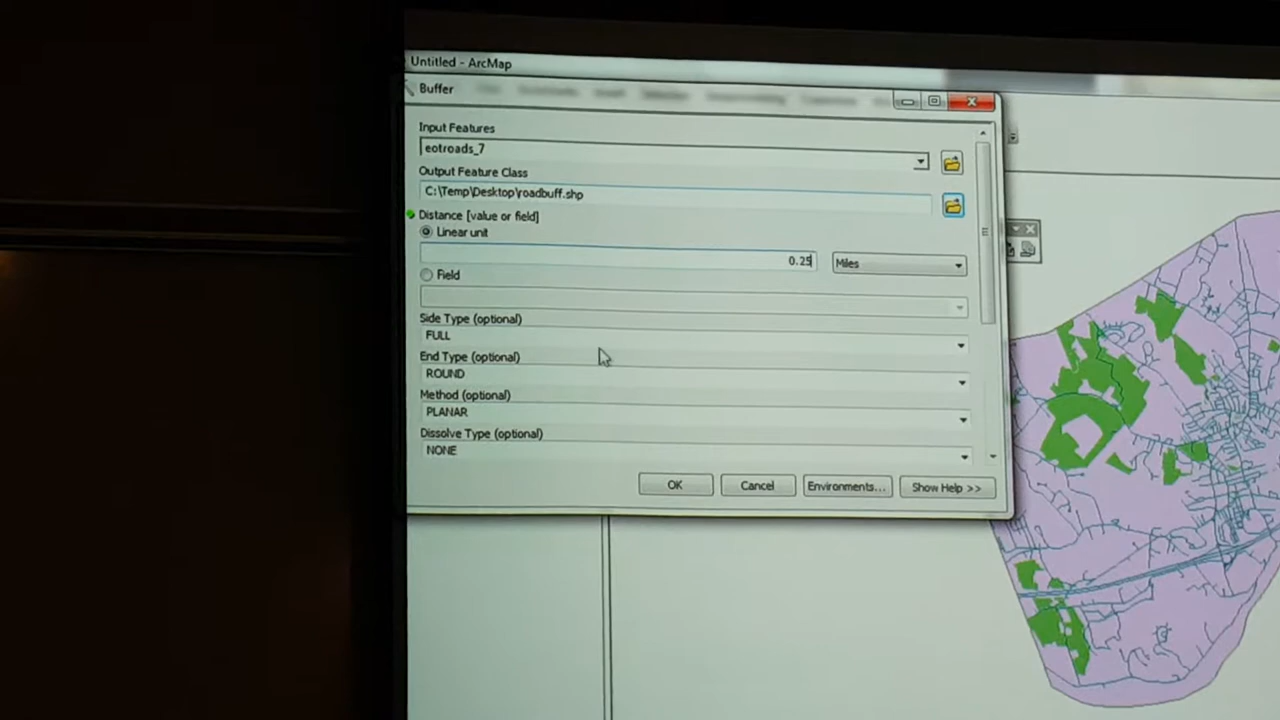 Untitled - ArcMap
Buffer
Input Features
eotroads_7
Output Feature Class
C:\Temp\Desktop\roadbuff.shp
Distance [value or field]
Linear unit
0.25
Miles
Field
Side Type (optional)
FULL
End Type (optional)
ROUND
Method (optional)
PLANAR
Dissolve Type (optional)
NONE
OK
Cancel
Environments...
Show Help >>